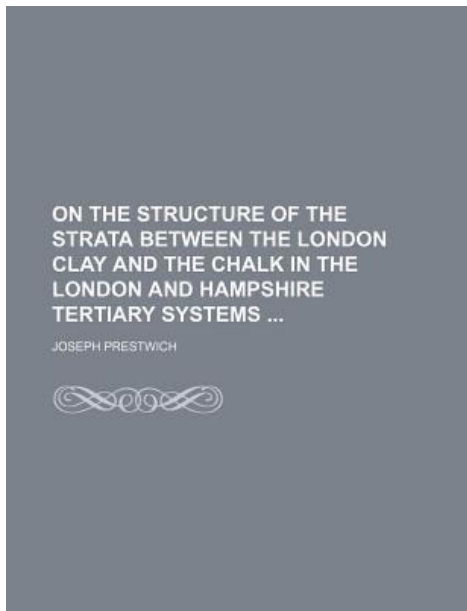 ON THE STRUCTURE OF THE
STRATA BETWEEN THE LONDON
CLAY AND THE CHALK IN THE
LONDON AND HAMPSHIRE
TERTIARY SYSTEMS ...
JOSEPH PRESTWICH